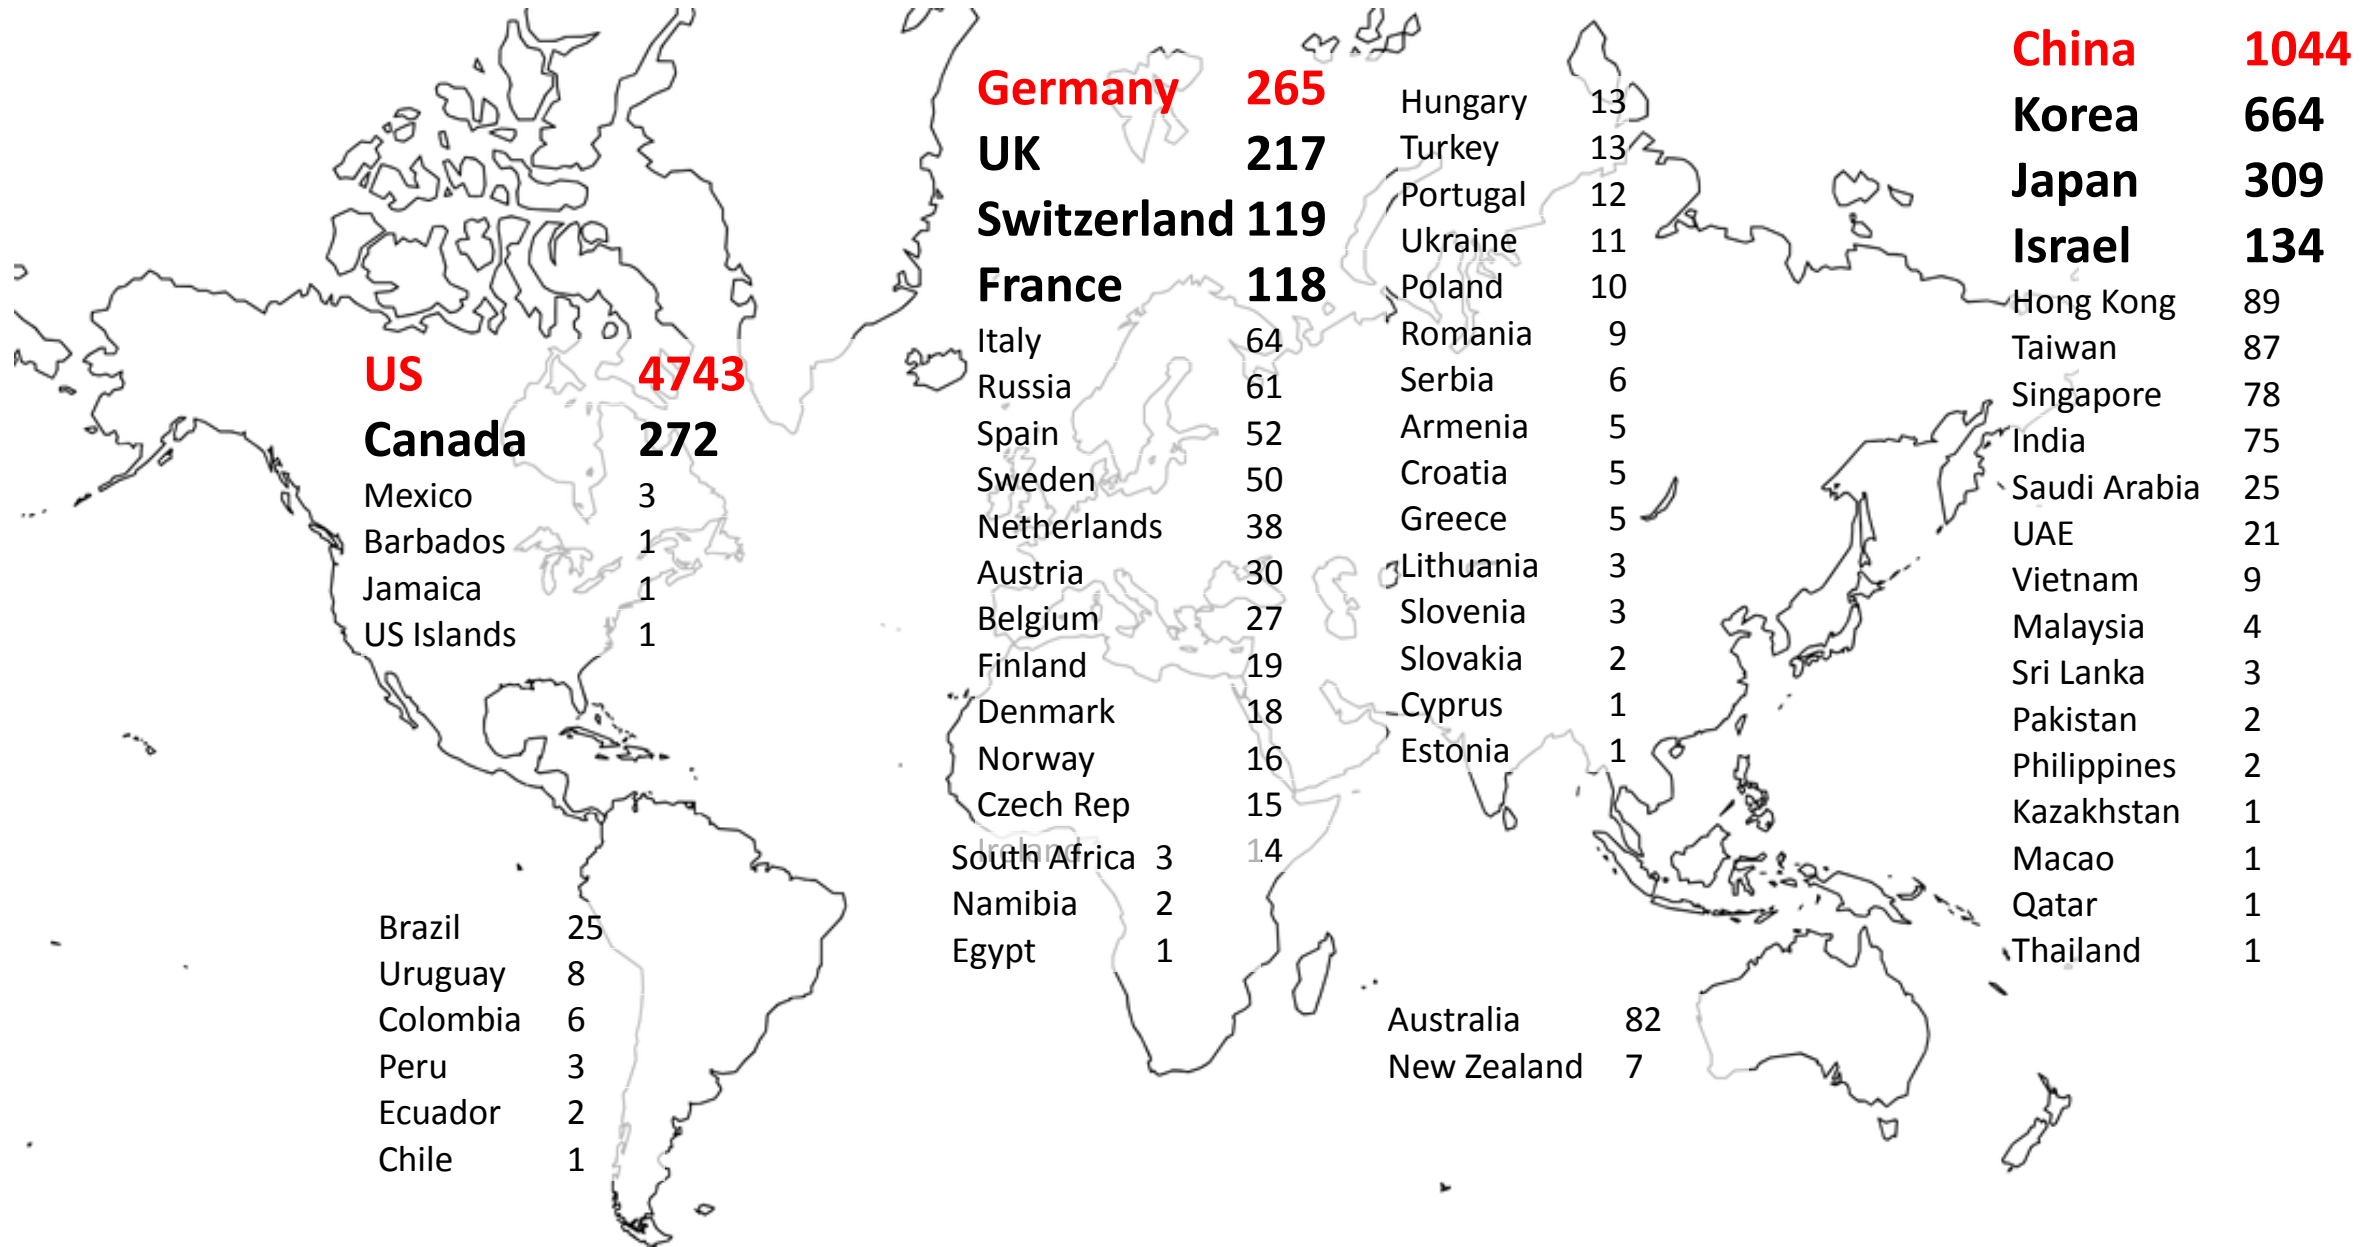 US 4743
Canada 272
Mexico 3
Barbados 1
Jamaica 1
US Islands 1
Brazil 25
Uruguay 8
Colombia 6
Peru 3
Ecuador 2
Chile 1
Germany 265
UK 217
Switzerland 119
France 118
Italy 64
Russia 61
Spain 52
Sweden 50
Netherlands 38
Austria 30
Belgium 27
Finland 19
Denmark 18
Norway 16
Czech Rep 15
Ireland 14
South Africa 3
Namibia 2
Egypt 1
Hungary 13
Turkey 13
Portugal 12
Ukraine 11
Poland 10
Romania 9
Serbia 6
Armenia 5
Croatia 5
Greece 5
Lithuania 3
Slovenia 3
Slovakia 2
Cyprus 1
Estonia 1
Australia 82
New Zealand 7
China 1044
Korea 664
Japan 309
Israel 134
Hong Kong 89
Taiwan 87
Singapore 78
India 75
Saudi Arabia 25
UAE 21
Vietnam 9
Malaysia 4
Sri Lanka 3
Pakistan 2
Philippines 2
Kazakhstan 1
Macao 1
Qatar 1
Thailand 1